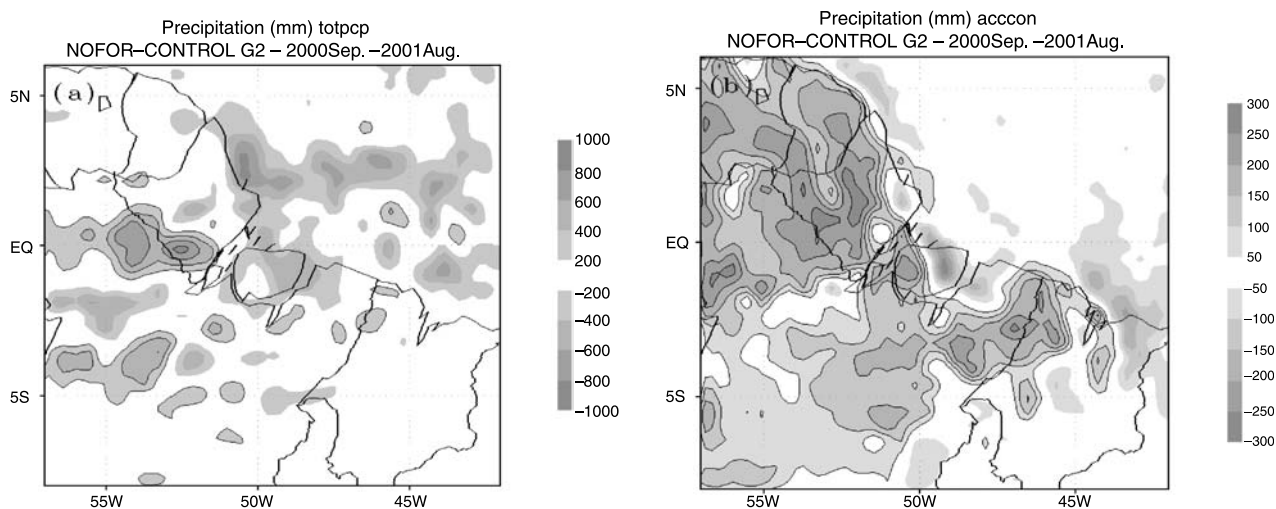 Precipitation (mm) totpcp
NOFOR–CONTROL G2 – 2000Sep. –2001Aug.
(a)
5N
EQ
5S
55W
50W
45W
1000
800
600
400
200
–200
–400
–600
–800
–1000
Precipitation (mm) acccon
NOFOR–CONTROL G2 – 2000Sep. –2001Aug.
(b)
5N
EQ
5S
55W
50W
45W
300
250
200
150
100
50
–50
–100
–150
–200
–250
–300